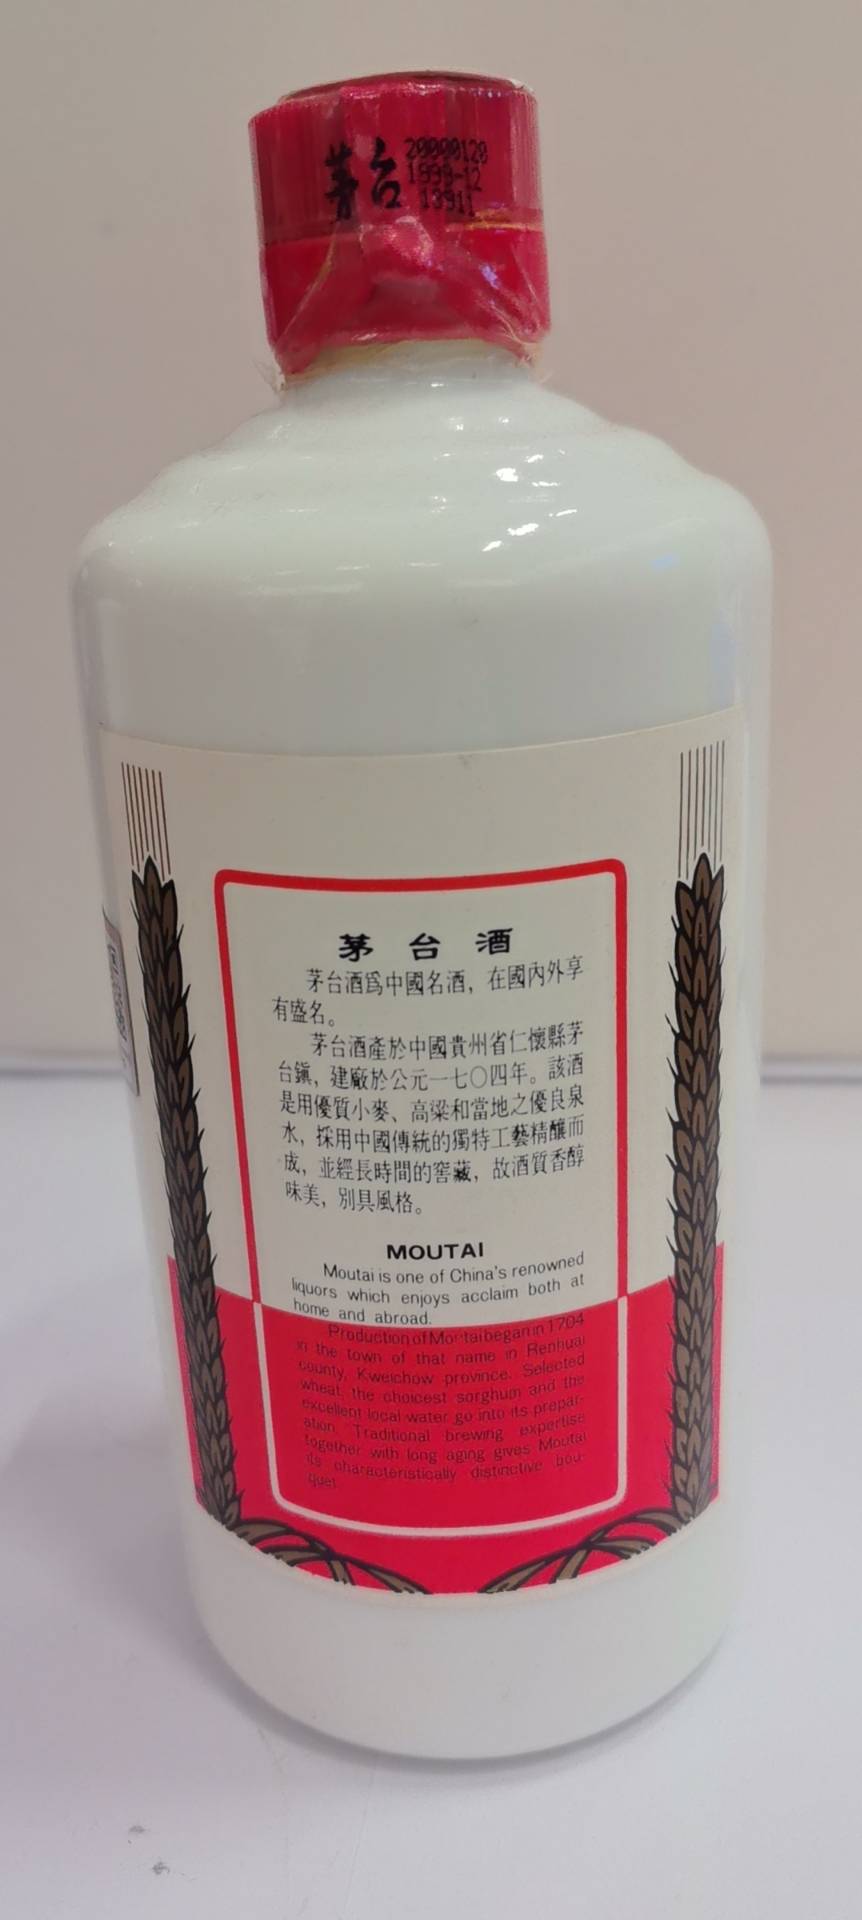 茅台
20000120
1999-12
13911
茅台酒
茅台酒爲中國名酒，在國內外享
有盛名。
茅台酒產於中國貴州省仁懷縣茅
台鎮，建廠於公元一七〇四年。該酒
是用優質小麥、高粱和當地之優良泉
水，採用中國傳統的獨特工藝精釀而
成，並經長時間的窖藏，故酒質香醇
味美，別具風格。
MOUTAI
Moutai is one of China's renowned
liquors which enjoys acclaim both at
home and abroad.
Production of Moutai began in 1704
in the town of that name in Renhuai
county, Kweichow province. Selected
wheat, the choicest sorghum and the
excellent local water go into its prepar-
ation. Traditional brewing expertise
together with long aging gives Moutai
its characteristically distinctive bou-
quet.